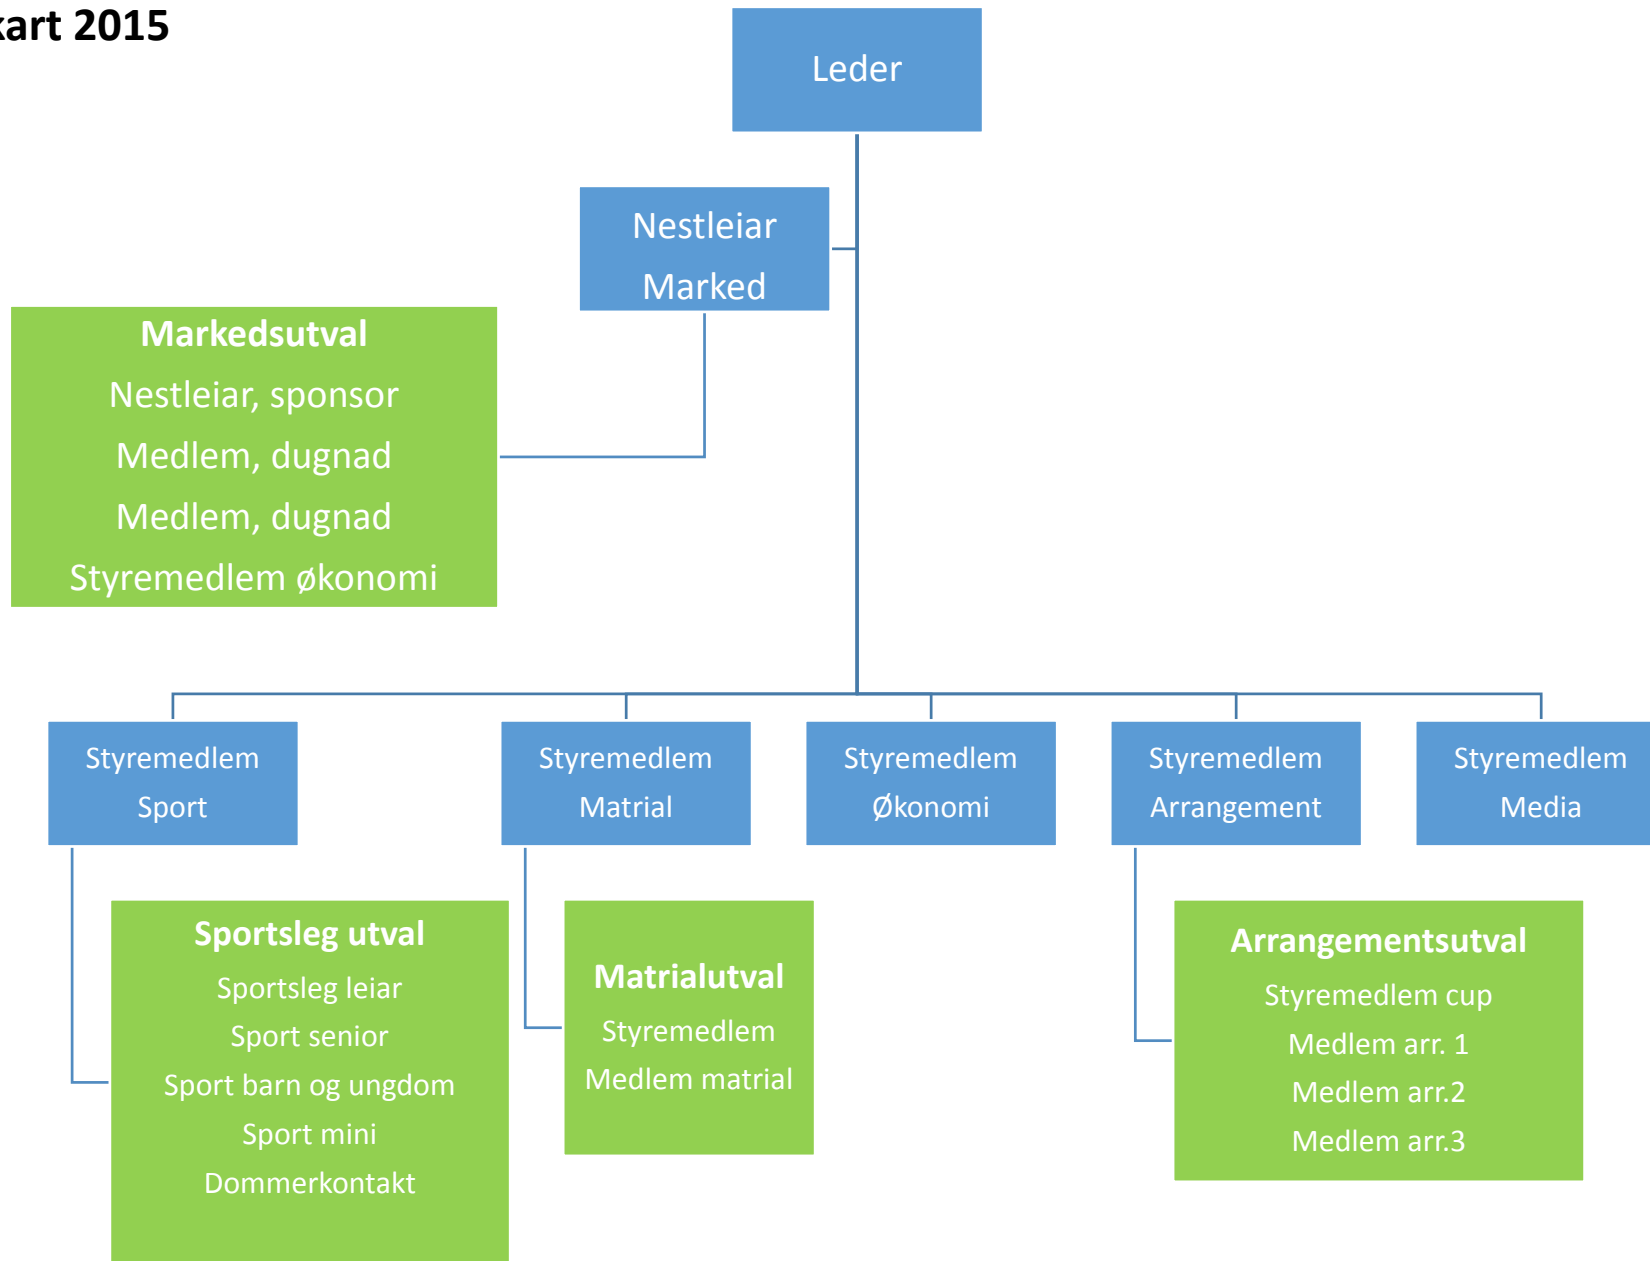 kart 2015
Leder
Nestleiar
Marked
Markedsutval
Nestleiar, sponsor
Medlem, dugnad
Medlem, dugnad
Styremedlem økonomi
Styremedlem
Sport
Styremedlem
Matrial
Styremedlem
Økonomi
Styremedlem
Arrangement
Styremedlem
Media
Sportsleg utval
Sportsleg leiar
Sport senior
Sport barn og ungdom
Sport mini
Dommerkontakt
Matrialutval
Styremedlem
Medlem matrial
Arrangementsutval
Styremedlem cup
Medlem arr. 1
Medlem arr.2
Medlem arr.3